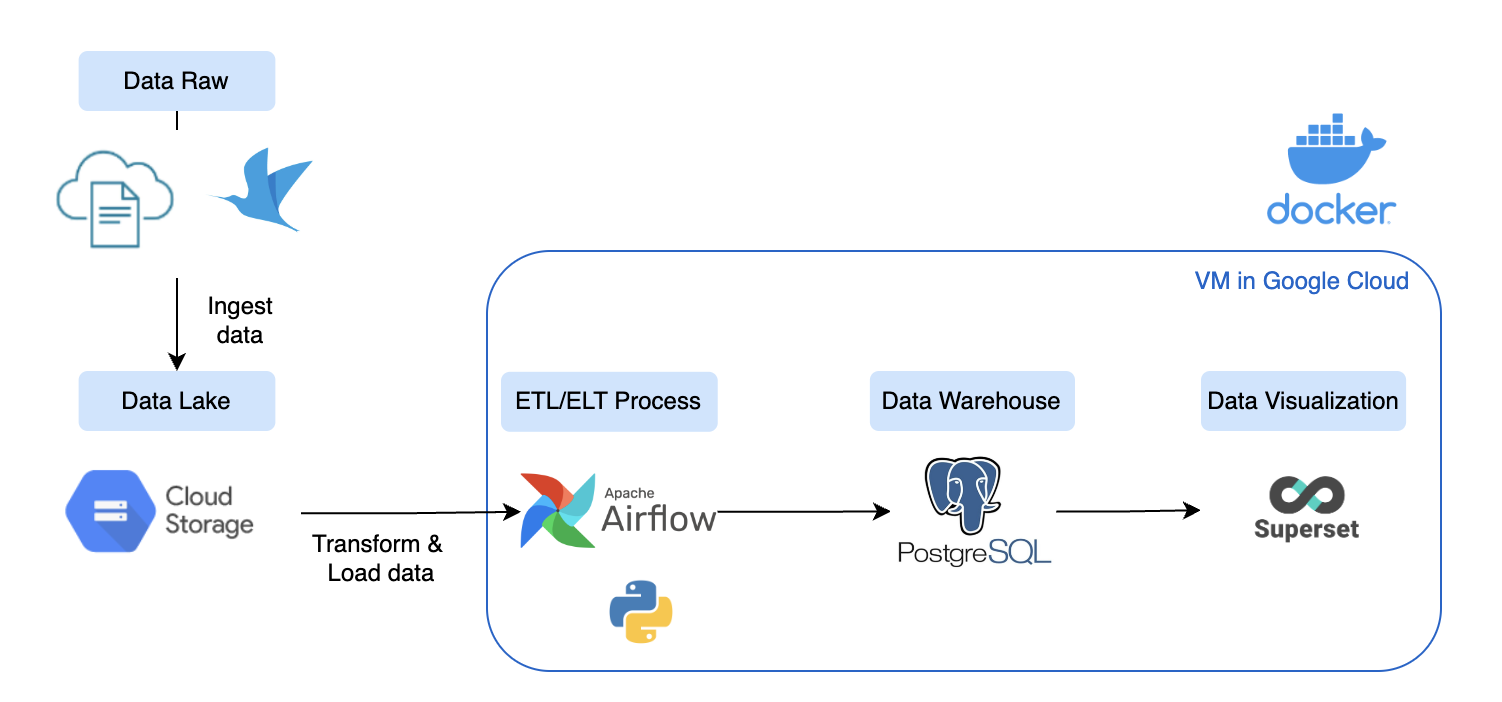 Data Raw
docker
VM in Google Cloud
Ingest
data
Data Lake
ETL/ELT Process
Data Warehouse
Data Visualization
Cloud
Storage
Apache
Airflow
PostgreSQL
Superset
Transform &
Load data